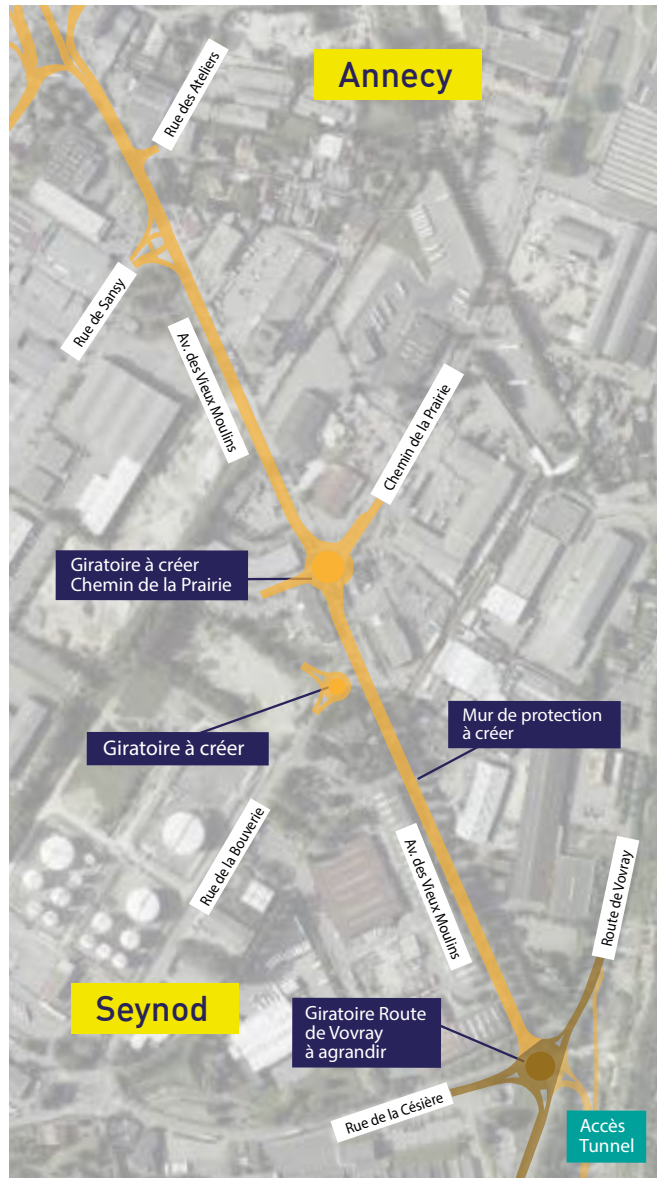 Annecy
Rue des Ateliers
Rue de Sansy
Av. des Vieux Moulins
Chemin de la Prairie
Giratoire à créer
Chemin de la Prairie
Giratoire à créer
Mur de protection
à créer
Rue de la Bouverie
Av. des Vieux Moulins
Route de Vovray
Seynod
Giratoire Route
de Vovray
à agrandir
Rue de la Césière
Accès
Tunnel